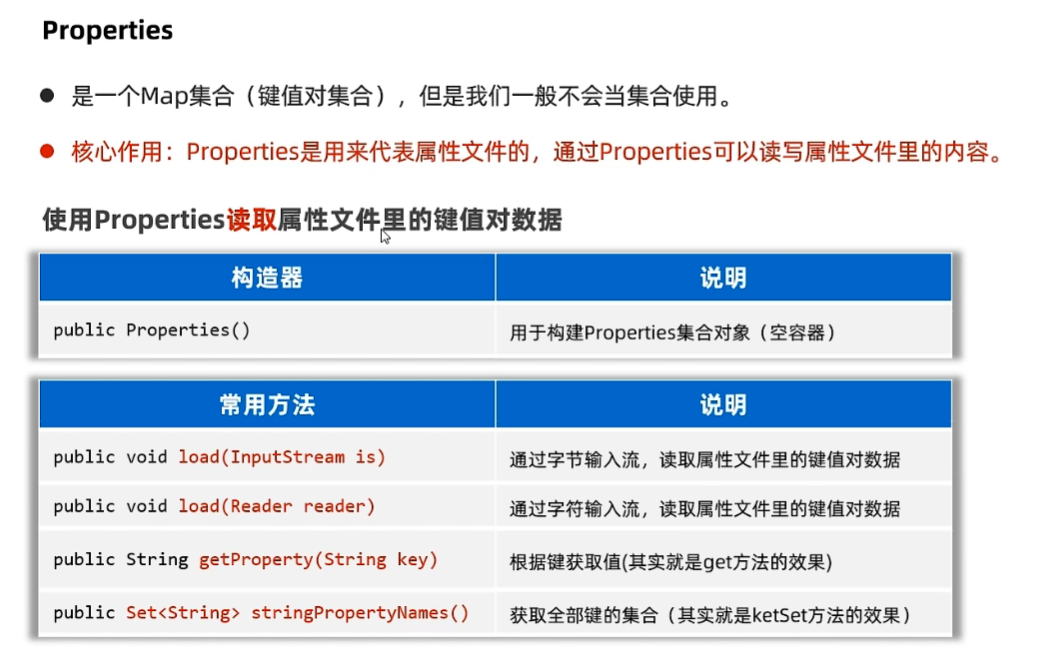 Properties
● 是一个Map集合（键值对集合），但是我们一般不会当集合使用。
● 核心作用：Properties是用来代表属性文件的，通过Properties可以读写属性文件里的内容。
使用Properties读取属性文件里的键值对数据
构造器 说明
public Properties() 用于构建Properties集合对象（空容器）
常用方法 说明
public void load(InputStream is) 通过字节输入流，读取属性文件里的键值对数据
public void load(Reader reader) 通过字符输入流，读取属性文件里的键值对数据
public String getProperty(String key) 根据键获取值(其实就是get方法的效果)
public Set<String> stringPropertyNames() 获取全部键的集合（其实就是ketSet方法的效果）